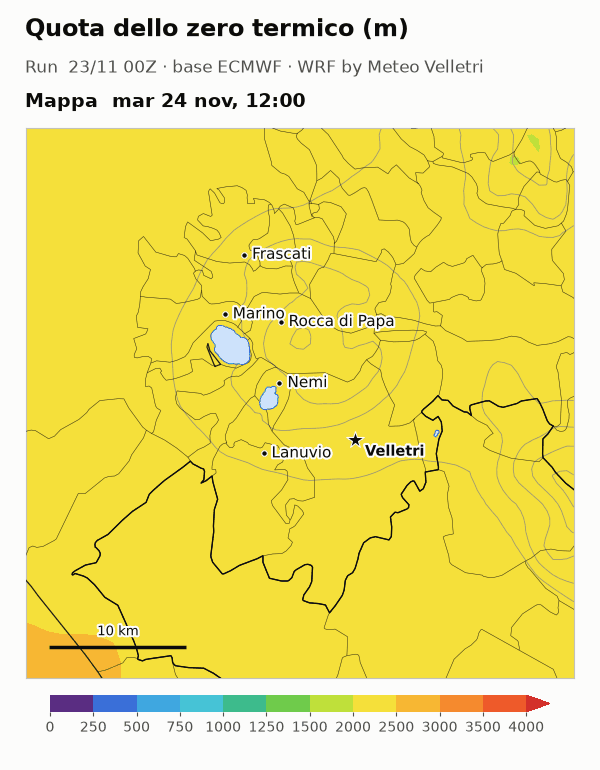 Quota dello zero termico (m)
Run 23/11 00Z · base ECMWF · WRF by Meteo Velletri
Mappa mar 24 nov, 12:00
Frascati
Marino
Rocca di Papa
Nemi
Velletri
Lanuvio
10 km
0 250 500 750 1000 1250 1500 2000 2500 3000 3500 4000